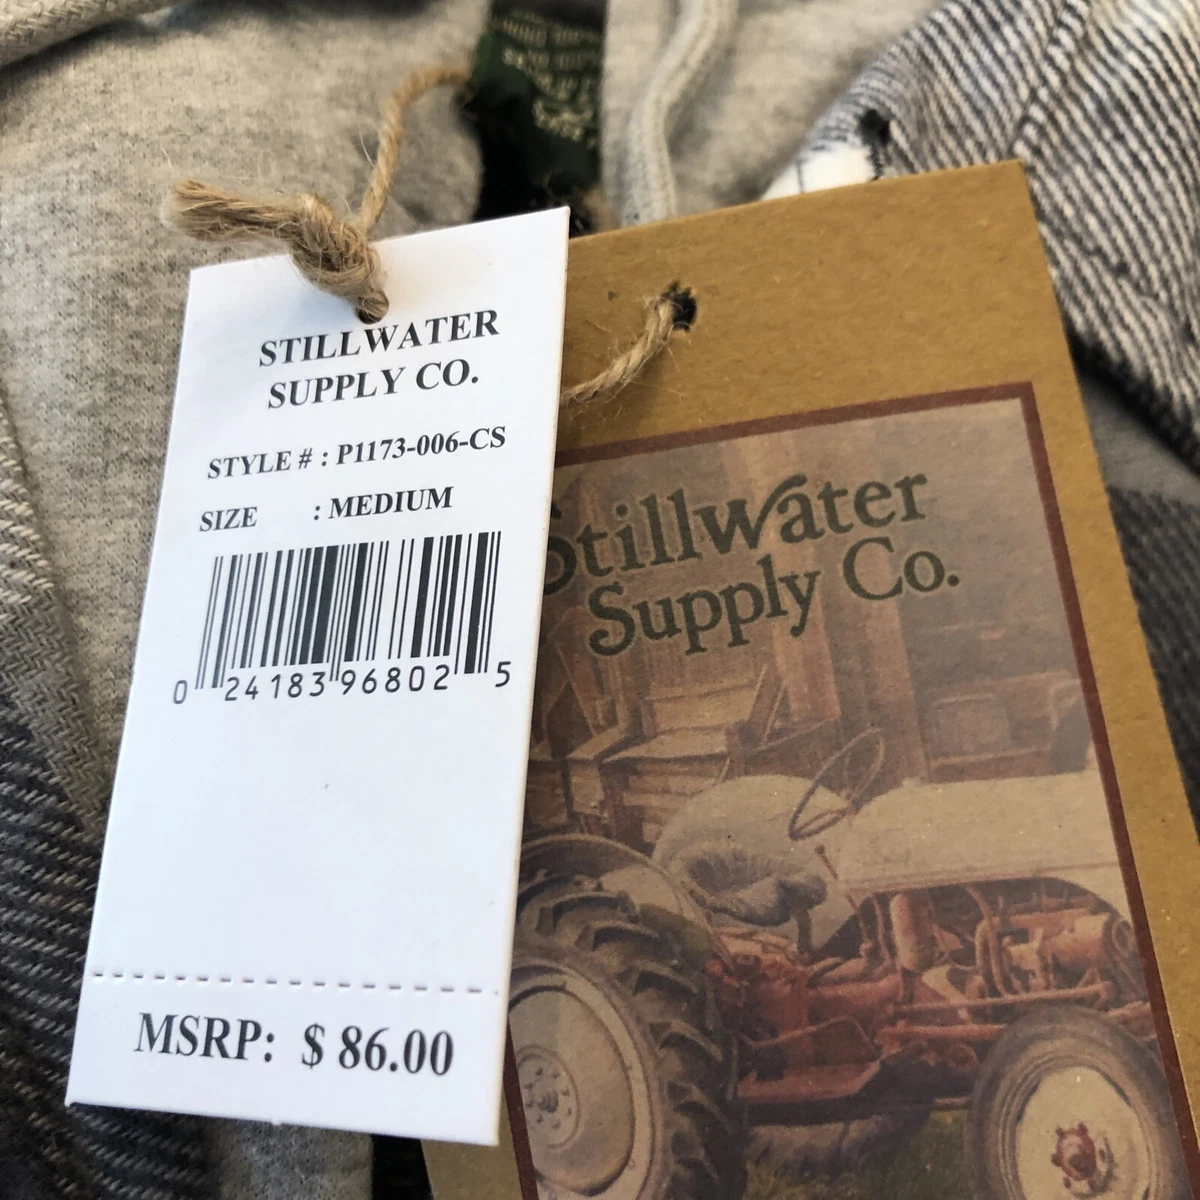 STILLWATER
SUPPLY CO.
STYLE # : P1173-006-CS
SIZE : MEDIUM
0 24183 96802 5
MSRP: $ 86.00
Stillwater
Supply Co.